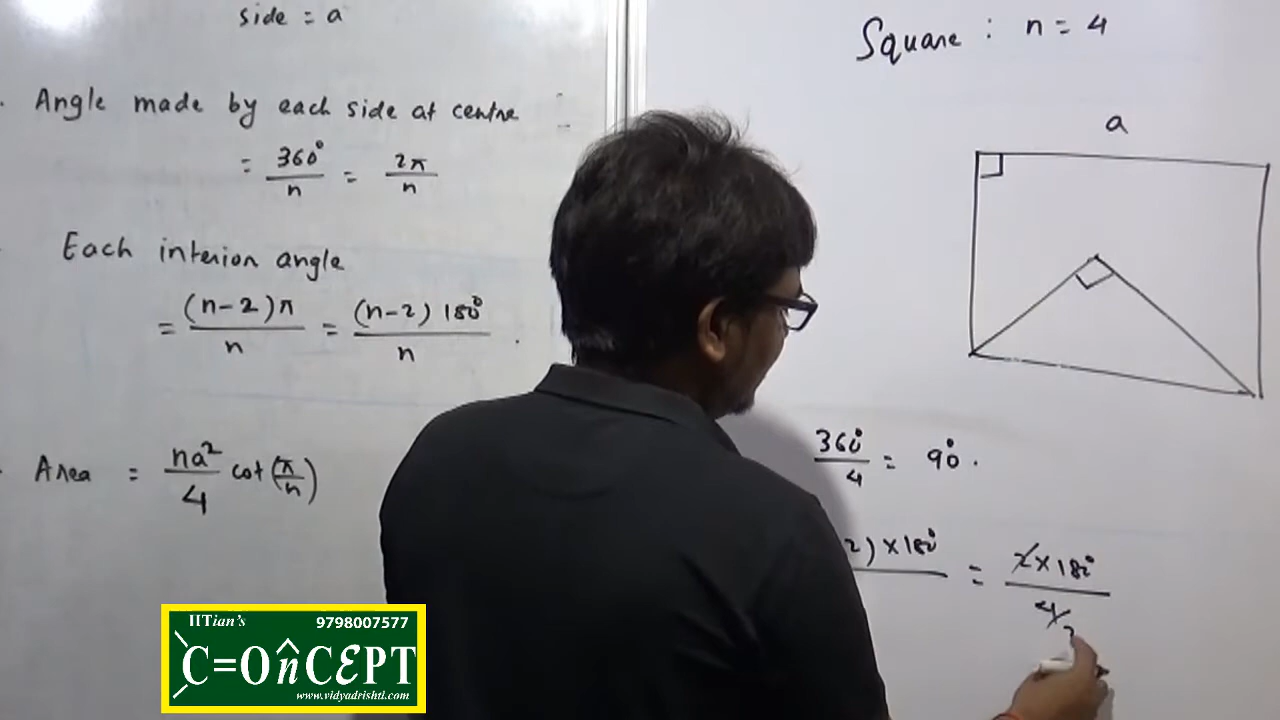 side = a
Angle made by each side at centre =
= 360°/n = 2π/n
Each interior angle
= (n-2)π/n = (n-2) 180°/n .
Area = na²/4 cot(π/n)
Square : n = 4
a
360°/4 = 90° .
2) × 180° = 2 × 180°/4 2
IITian's 9798007577
C=OnCEPT
www.vidyadrishti.com